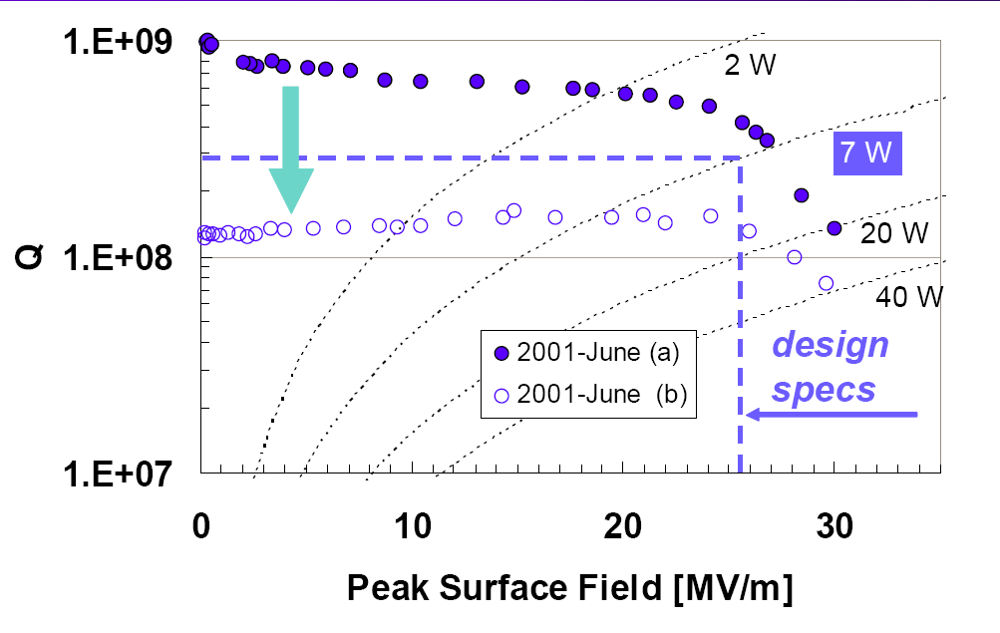 1.E+09
2 W
7 W
1.E+08
20 W
40 W
Q
2001-June (a)
2001-June (b)
design
specs
1.E+07
0
10
20
30
Peak Surface Field [MV/m]